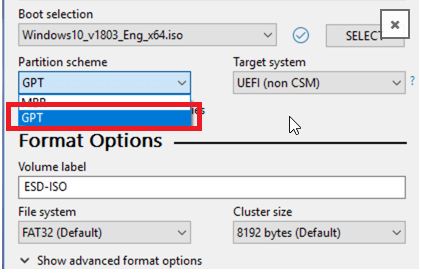 Boot selection
Windows10_v1803_Eng_x64.iso SELECT
Partition scheme Target system
GPT UEFI (non CSM) ?
MBR
GPT
Format Options
Volume label
ESD-ISO
File system Cluster size
FAT32 (Default) 8192 bytes (Default)
Show advanced format options